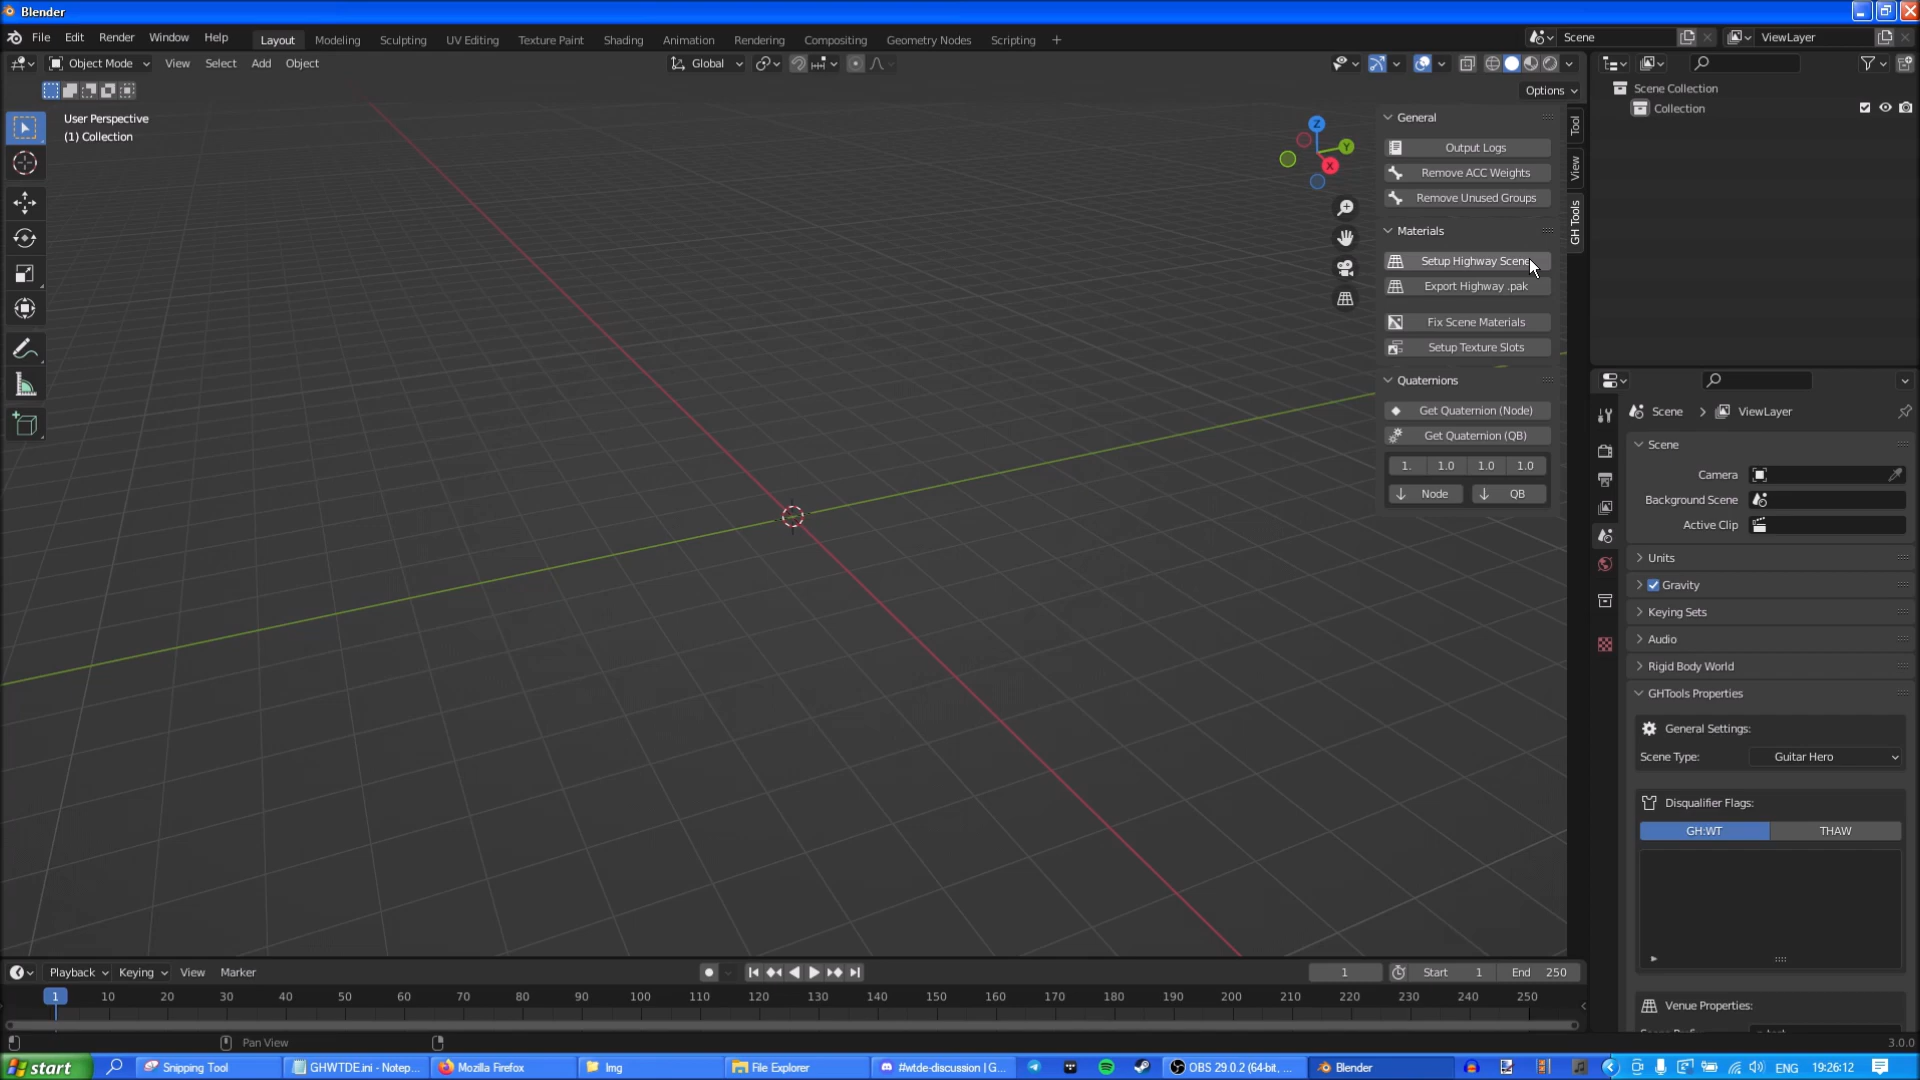 Blender
File Edit Render Window Help Layout Modeling Sculpting UV Editing Texture Paint Shading Animation Rendering Compositing Geometry Nodes Scripting + Scene ViewLayer
Object Mode View Select Add Object Global
Options
User Perspective
(1) Collection
Z
Y
X
General
Output Logs
Remove ACC Weights
Remove Unused Groups
Materials
Setup Highway Scene
Export Highway .pak
Fix Scene Materials
Setup Texture Slots
Quaternions
Get Quaternion (Node)
Get Quaternion (QB)
1. 1.0 1.0 1.0
Node QB
Tool
View
GH Tools
Scene Collection
Collection
Scene > ViewLayer
Scene
Camera
Background Scene
Active Clip
Units
Gravity
Keying Sets
Audio
Rigid Body World
GHTools Properties
General Settings:
Scene Type: Guitar Hero
Disqualifier Flags:
GH:WT THAW
Venue Properties:
Playback Keying View Marker 1 Start 1 End 250
1 10 20 30 40 50 60 70 80 90 100 110 120 130 140 150 160 170 180 190 200 210 220 230 240 250
Pan View 3.0.0
start Snipping Tool GHWTDE.ini - Notep... Mozilla Firefox Img File Explorer #wtde-discussion | G... OBS 29.0.2 (64-bit, ... Blender ENG 19:26:12